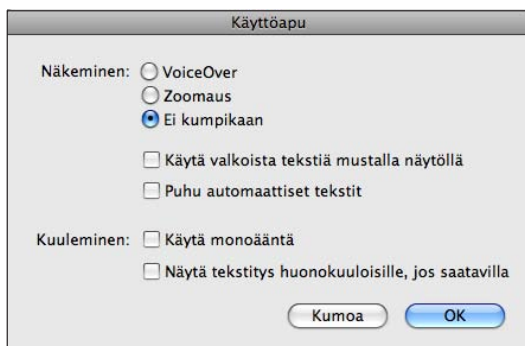 Käyttöapu
Näkeminen: VoiceOver
Zoomaus
Ei kumpikaan
Käytä valkoista tekstiä mustalla näytöllä
Puhu automaattiset tekstit
Kuuleminen: Käytä monoääntä
Näytä tekstitys huonokuuloisille, jos saatavilla
Kumoa OK